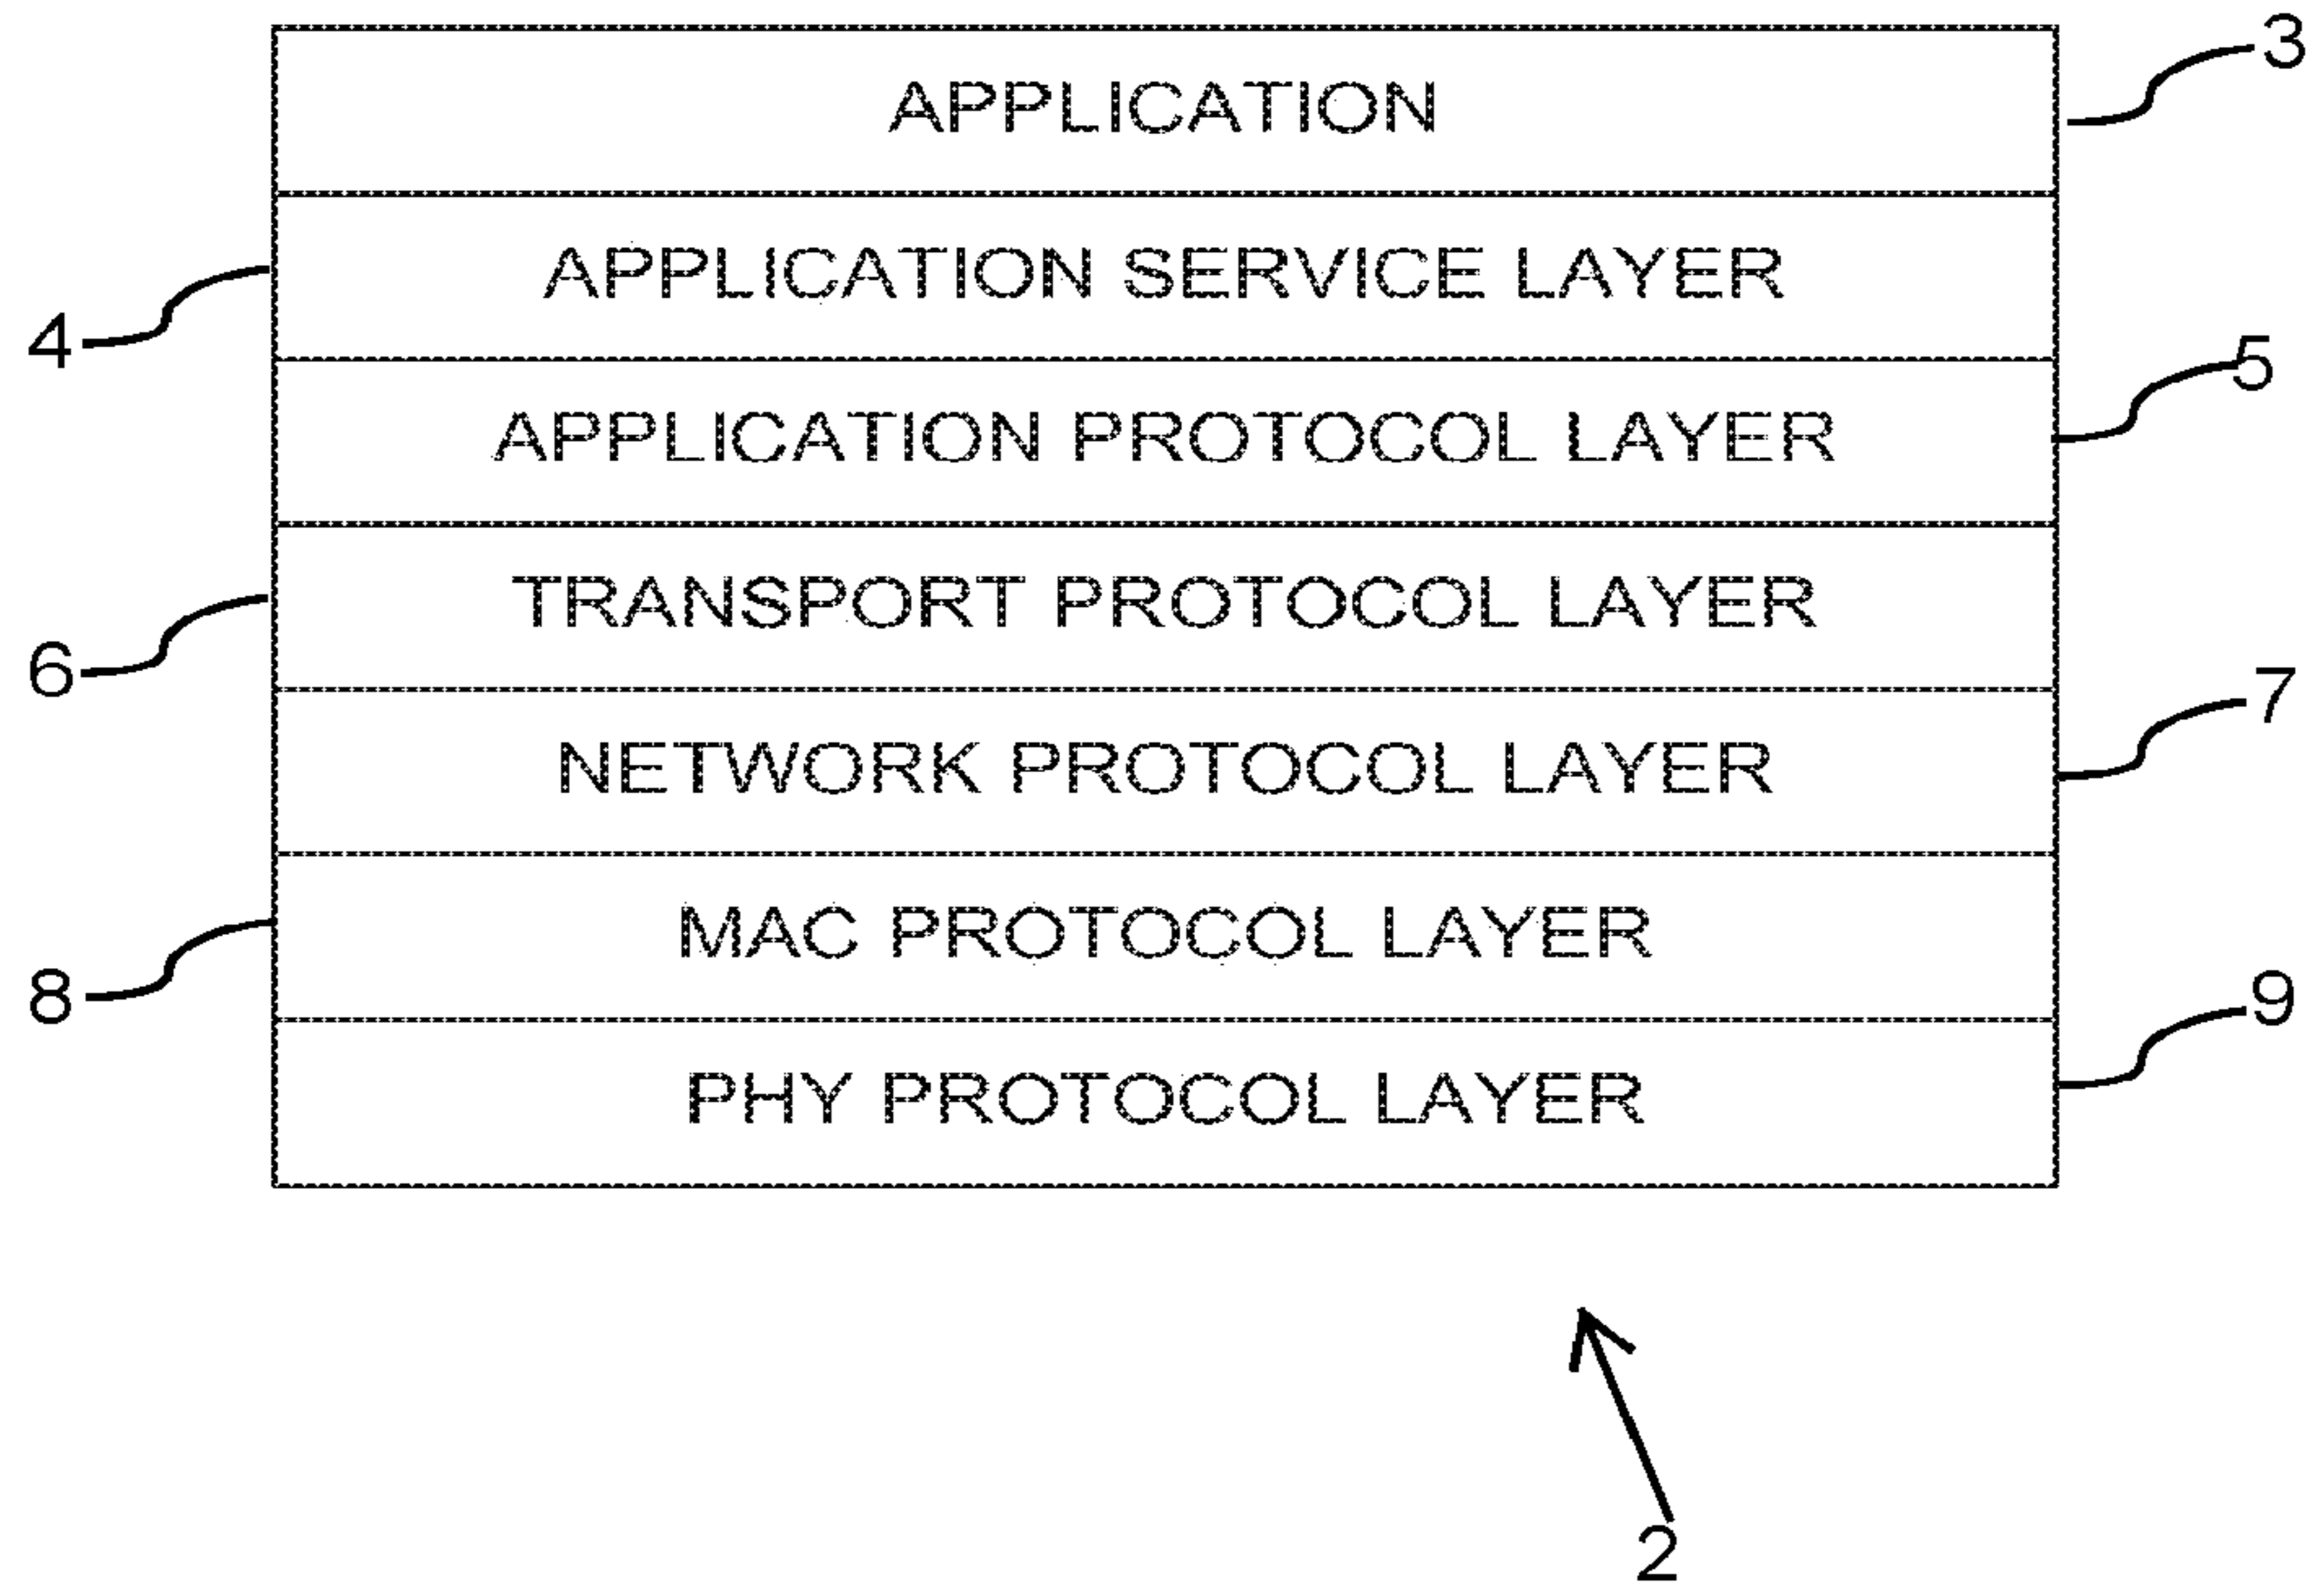 APPLICATION
3
APPLICATION SERVICE LAYER
4
APPLICATION PROTOCOL LAYER
5
TRANSPORT PROTOCOL LAYER
6
NETWORK PROTOCOL LAYER
7
MAC PROTOCOL LAYER
8
PHY PROTOCOL LAYER
9
2